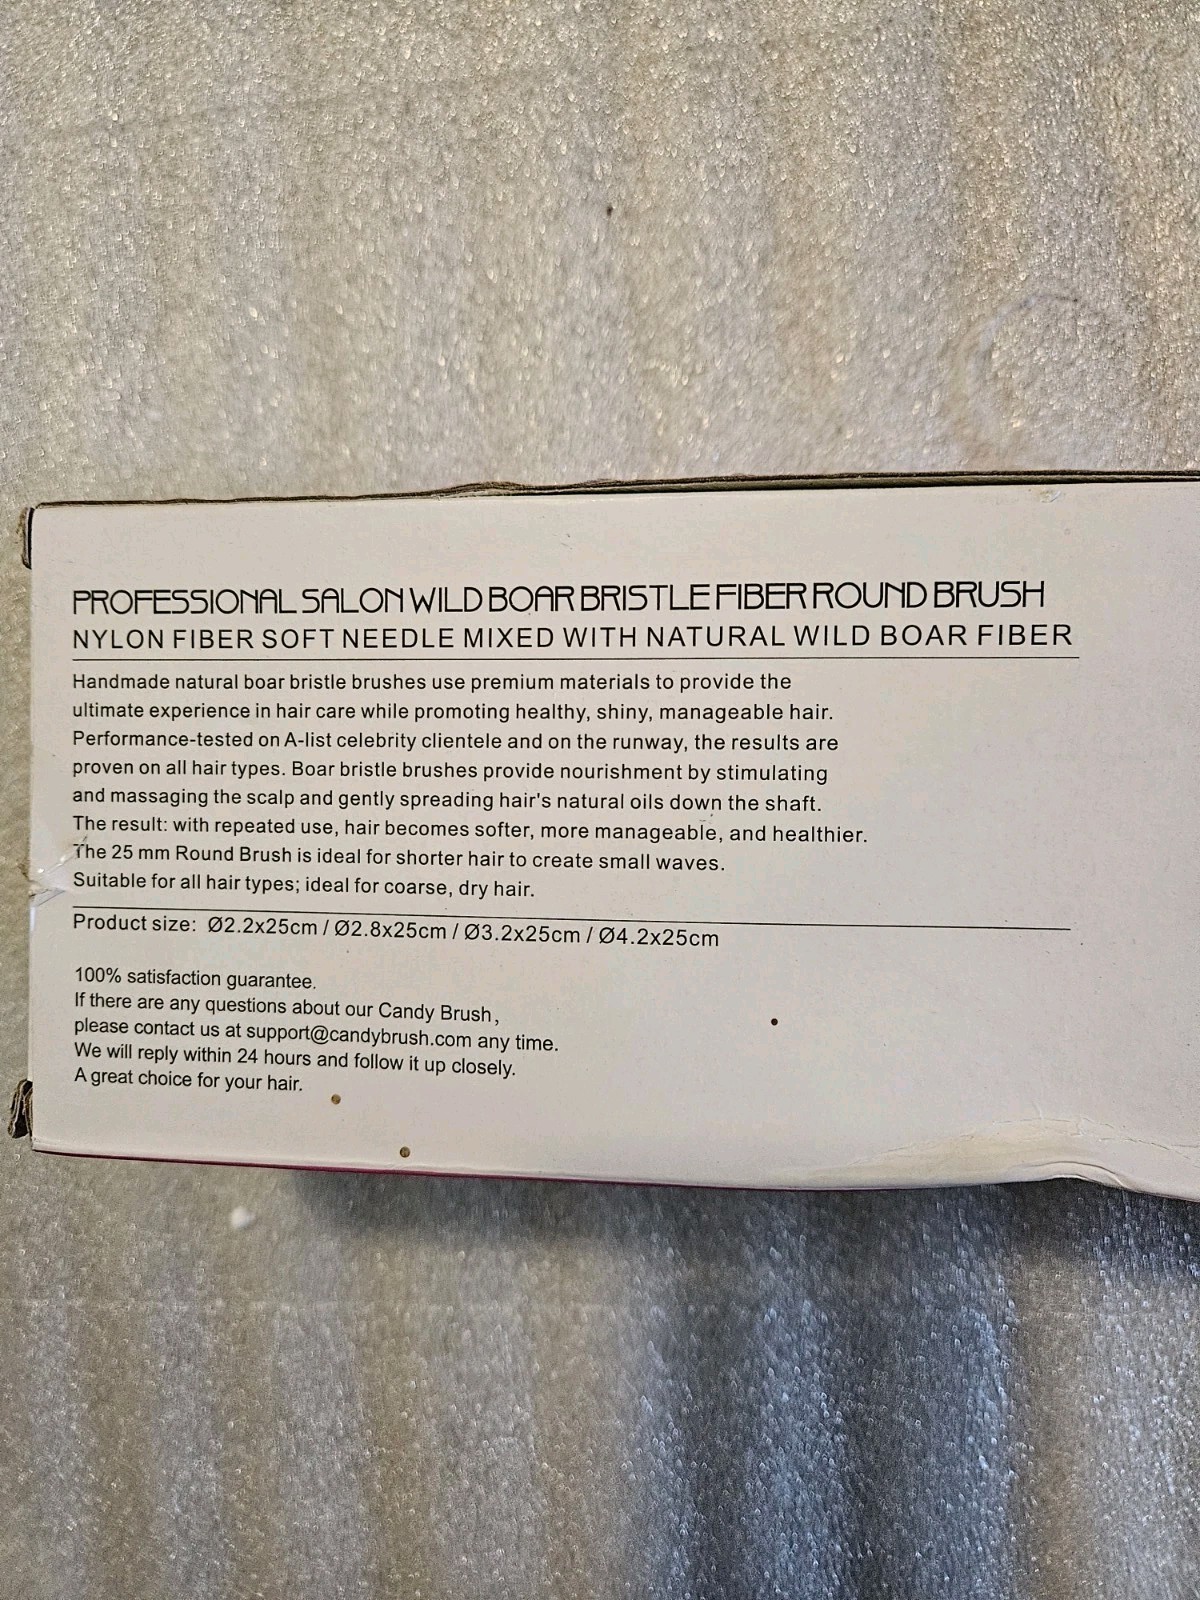 PROFESSIONAL SALON WILD BOAR BRISTLE FIBER ROUND BRUSH
NYLON FIBER SOFT NEEDLE MIXED WITH NATURAL WILD BOAR FIBER
Handmade natural boar bristle brushes use premium materials to provide the
ultimate experience in hair care while promoting healthy, shiny, manageable hair.
Performance-tested on A-list celebrity clientele and on the runway, the results are
proven on all hair types. Boar bristle brushes provide nourishment by stimulating
and massaging the scalp and gently spreading hair's natural oils down the shaft.
The result: with repeated use, hair becomes softer, more manageable, and healthier.
The 25 mm Round Brush is ideal for shorter hair to create small waves.
Suitable for all hair types; ideal for coarse, dry hair.
Product size: Ø2.2x25cm / Ø2.8x25cm / Ø3.2x25cm / Ø4.2x25cm
100% satisfaction guarantee.
If there are any questions about our Candy Brush,
please contact us at support@candybrush.com any time.
We will reply within 24 hours and follow it up closely.
A great choice for your hair.